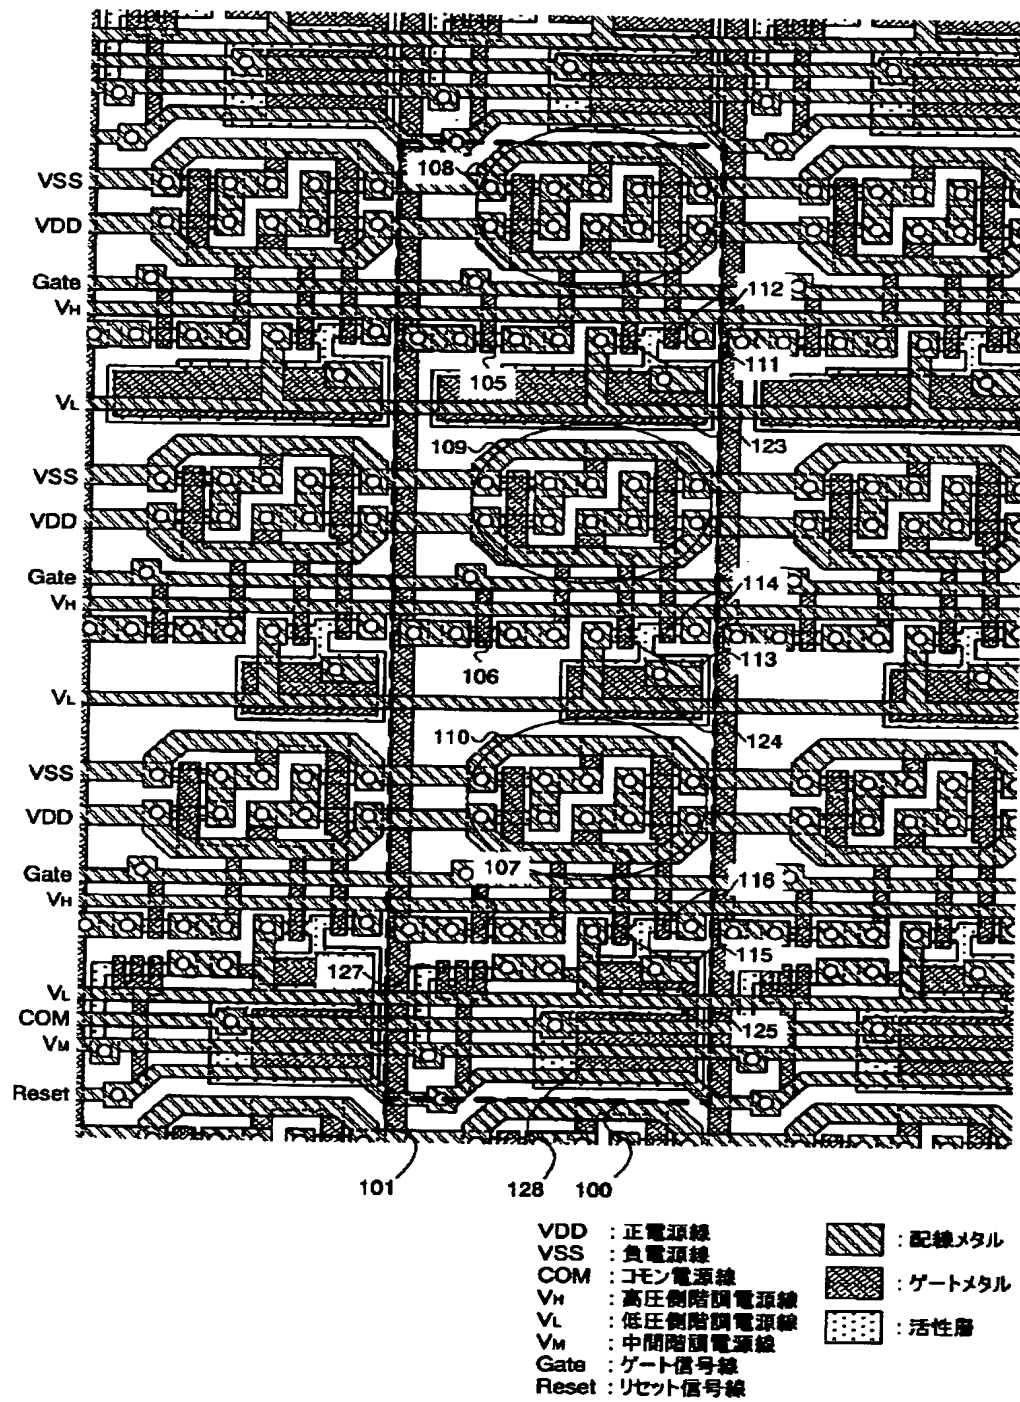 108
VSS
VDD
Gate
VH
112
105
111
VL
109
123
VSS
VDD
Gate
VH
114
106
113
VL
110
124
VSS
VDD
107
Gate
VH
116
127
115
VL
COM
125
VM
Reset
101
128
100
VDD : 正電源線
VSS : 負電源線
COM : コモン電源線
VH : 高圧側階調電源線
VL : 低圧側階調電源線
VM : 中間階調電源線
Gate : ゲート信号線
Reset : リセット信号線
: 配線メタル
: ゲートメタル
: 活性層